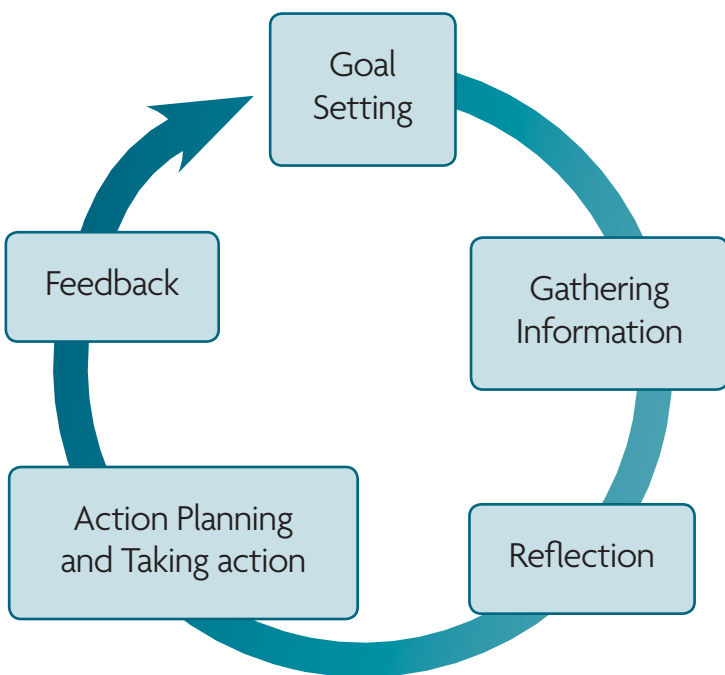 Goal
Setting
Gathering
Information
Reflection
Action Planning
and Taking action
Feedback